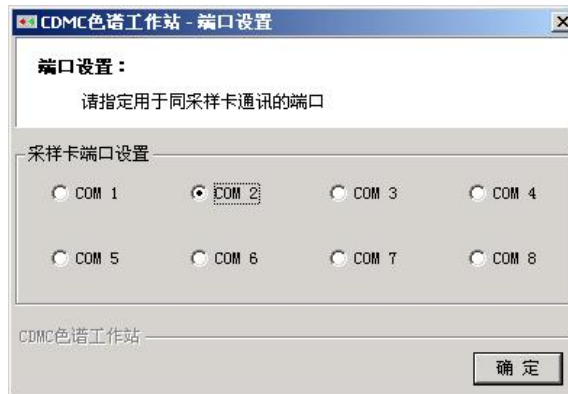 CDMC色谱工作站 - 端口设置
端口设置：
请指定用于同采样卡通讯的端口
采样卡端口设置
COM 1 COM 2 COM 3 COM 4
COM 5 COM 6 COM 7 COM 8
CDMC色谱工作站
确 定